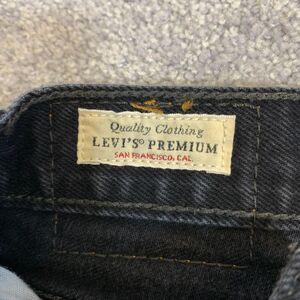 Quality Clothing
LEVI'S® PREMIUM
SAN FRANCISCO, CAL.